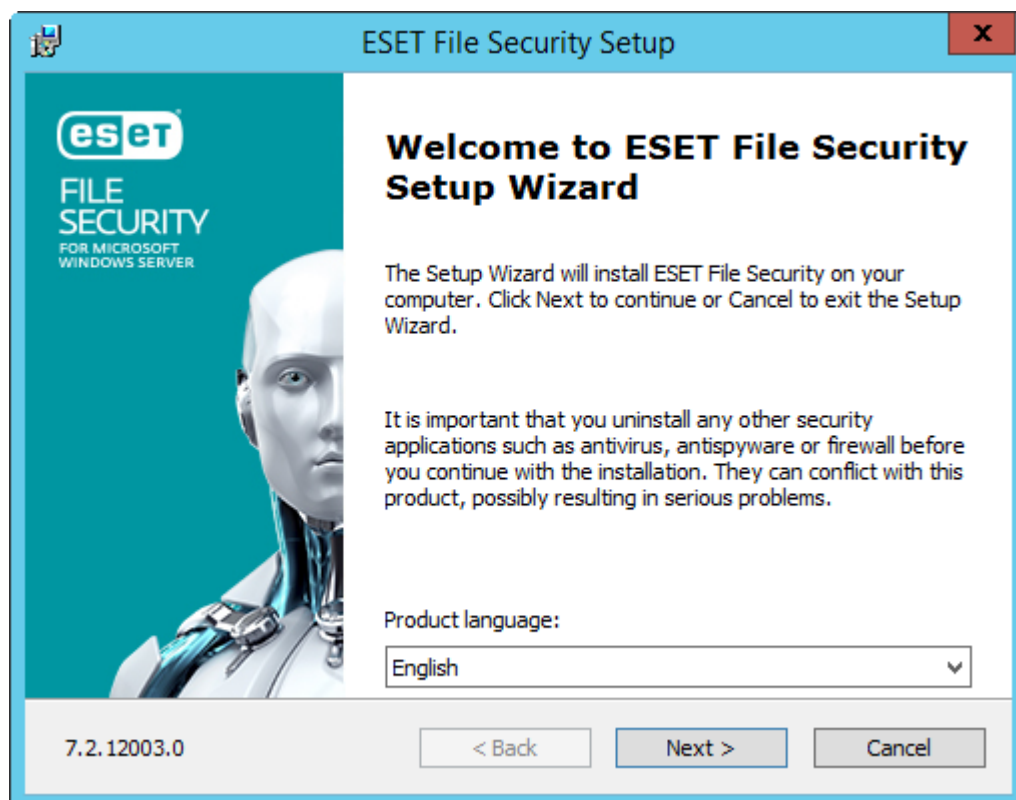 ESET File Security Setup
x
eset
FILE
SECURITY
FOR MICROSOFT
WINDOWS SERVER
Welcome to ESET File Security
Setup Wizard
The Setup Wizard will install ESET File Security on your
computer. Click Next to continue or Cancel to exit the Setup
Wizard.
It is important that you uninstall any other security
applications such as antivirus, antispyware or firewall before
you continue with the installation. They can conflict with this
product, possibly resulting in serious problems.
Product language:
English
7.2.12003.0
< Back
Next >
Cancel